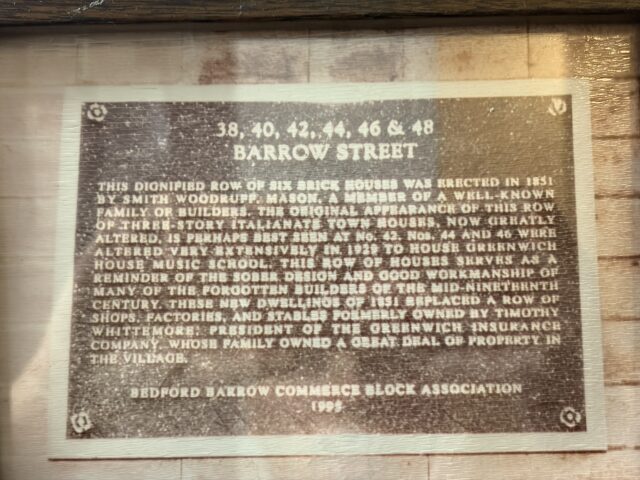 38, 40, 42, 44, 46 & 48
BARROW STREET
THIS DIGNIFIED ROW OF SIX BRICK HOUSES WAS ERECTED IN 1851
BY SMITH WOODRUFF, MASON, A MEMBER OF A WELL-KNOWN
FAMILY OF BUILDERS. THE ORIGINAL APPEARANCE OF THIS ROW
OF THREE-STORY ITALIANATE TOWN HOUSES, NOW GREATLY
ALTERED, IS PERHAPS BEST SEEN AT NO. Nos. 44 AND 46 WERE
ALTERED VERY EXTENSIVELY IN 1929 TO HOUSE GREENWICH
HOUSE MUSIC SCHOOL. THIS ROW OF HOUSES SERVES AS A
REMINDER OF THE SOBER DESIGN AND GOOD WORKMANSHIP OF
MANY OF THE FORGOTTEN BUILDERS OF THE MID-NINETEENTH
CENTURY. THESE NEW DWELLINGS OF 1851 REPLACED A ROW OF
SHOPS, FACTORIES, AND STABLES FORMERLY OWNED BY TIMOTHY
WHITTEMORE, PRESIDENT OF THE GREENWICH INSURANCE
COMPANY, WHOSE FAMILY OWNED A GREAT DEAL OF PROPERTY IN
THE VILLAGE.
BEDFORD BARROW COMMERCE BLOCK ASSOCIATION
1995